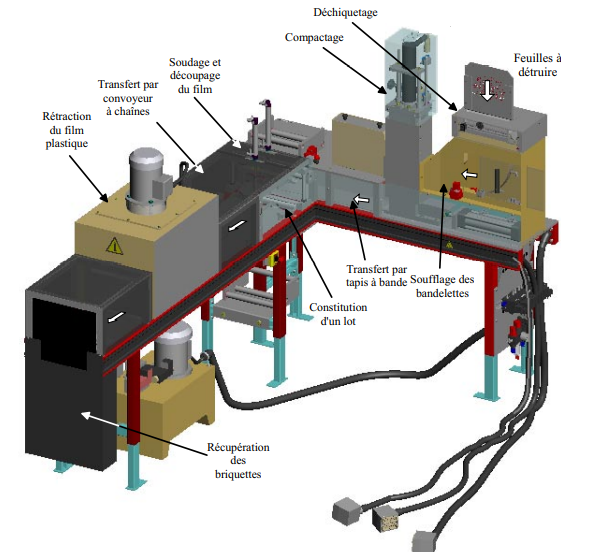 Déchiquetage
Compactage
Feuilles à
détruire
Soudage et
découpage
du film
Transfert par
convoyeur
à chaînes
Rétraction
du film
plastique
Transfert par
tapis à bande
Soufflage des
bandelettes
Constitution
d'un lot
Récupération
des
briquettes